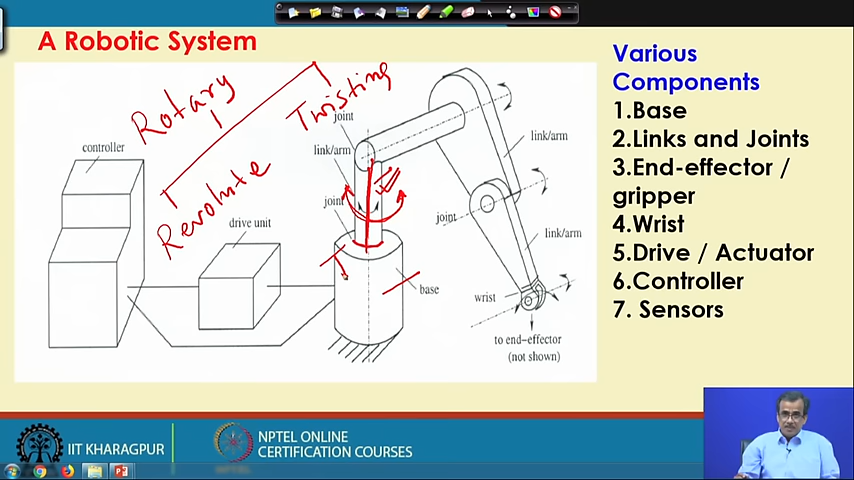 A Robotic System
Rotary
Twisting
Revolute
controller
drive unit
joint
link/arm
joint
T
base
link/arm
joint
link/arm
wrist
to end-effector
(not shown)
Various
Components
1.Base
2.Links and Joints
3.End-effector /
gripper
4.Wrist
5.Drive / Actuator
6.Controller
7. Sensors
IIT KHARAGPUR
NPTEL ONLINE
CERTIFICATION COURSES
NPTEL